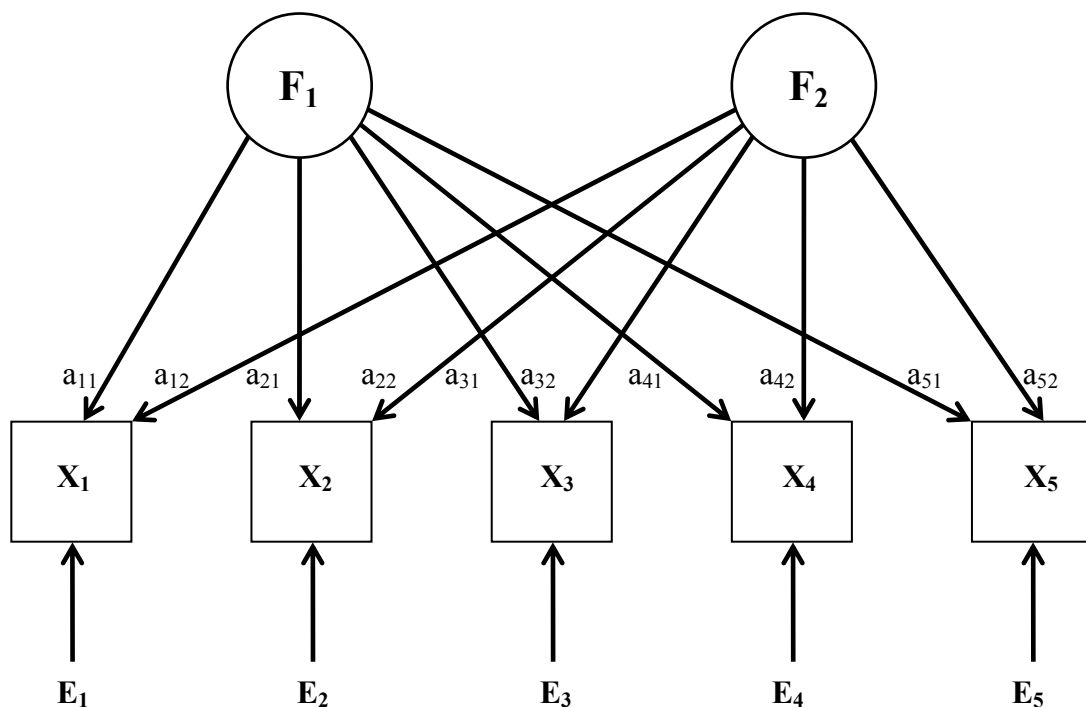 F₁ F₂
a₁₁ a₁₂ a₂₁ a₂₂ a₃₁ a₃₂ a₄₁ a₄₂ a₅₁ a₅₂
X₁ X₂ X₃ X₄ X₅
E₁ E₂ E₃ E₄ E₅